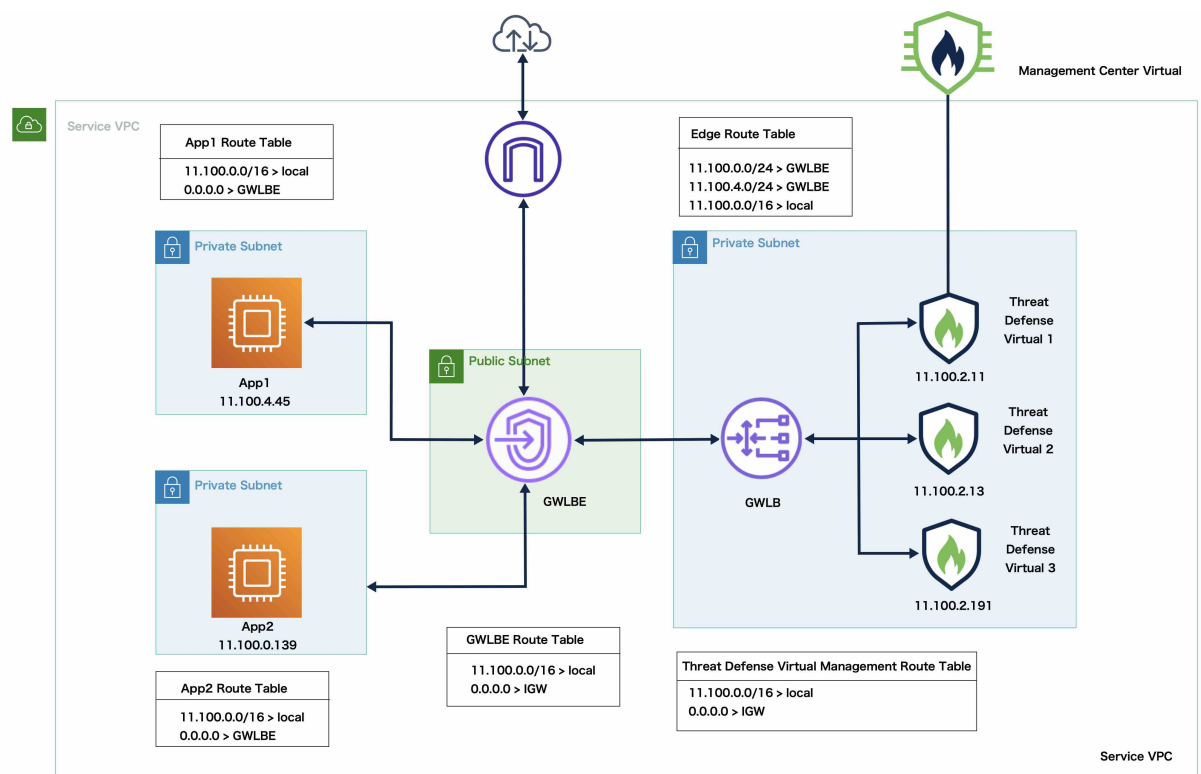 Management Center Virtual
Service VPC
App1 Route Table
11.100.0.0/16 > local
0.0.0.0 > GWLBE
Edge Route Table
11.100.0.0/24 > GWLBE
11.100.4.0/24 > GWLBE
11.100.0.0/16 > local
Private Subnet
App1
11.100.4.45
Public Subnet
GWLBE
Private Subnet
GWLB
Threat
Defense
Virtual 1
11.100.2.11
Threat
Defense
Virtual 2
11.100.2.13
Threat
Defense
Virtual 3
11.100.2.191
Private Subnet
App2
11.100.0.139
App2 Route Table
11.100.0.0/16 > local
0.0.0.0 > GWLBE
GWLBE Route Table
11.100.0.0/16 > local
0.0.0.0 > IGW
Threat Defense Virtual Management Route Table
11.100.0.0/16 > local
0.0.0.0 > IGW
Service VPC